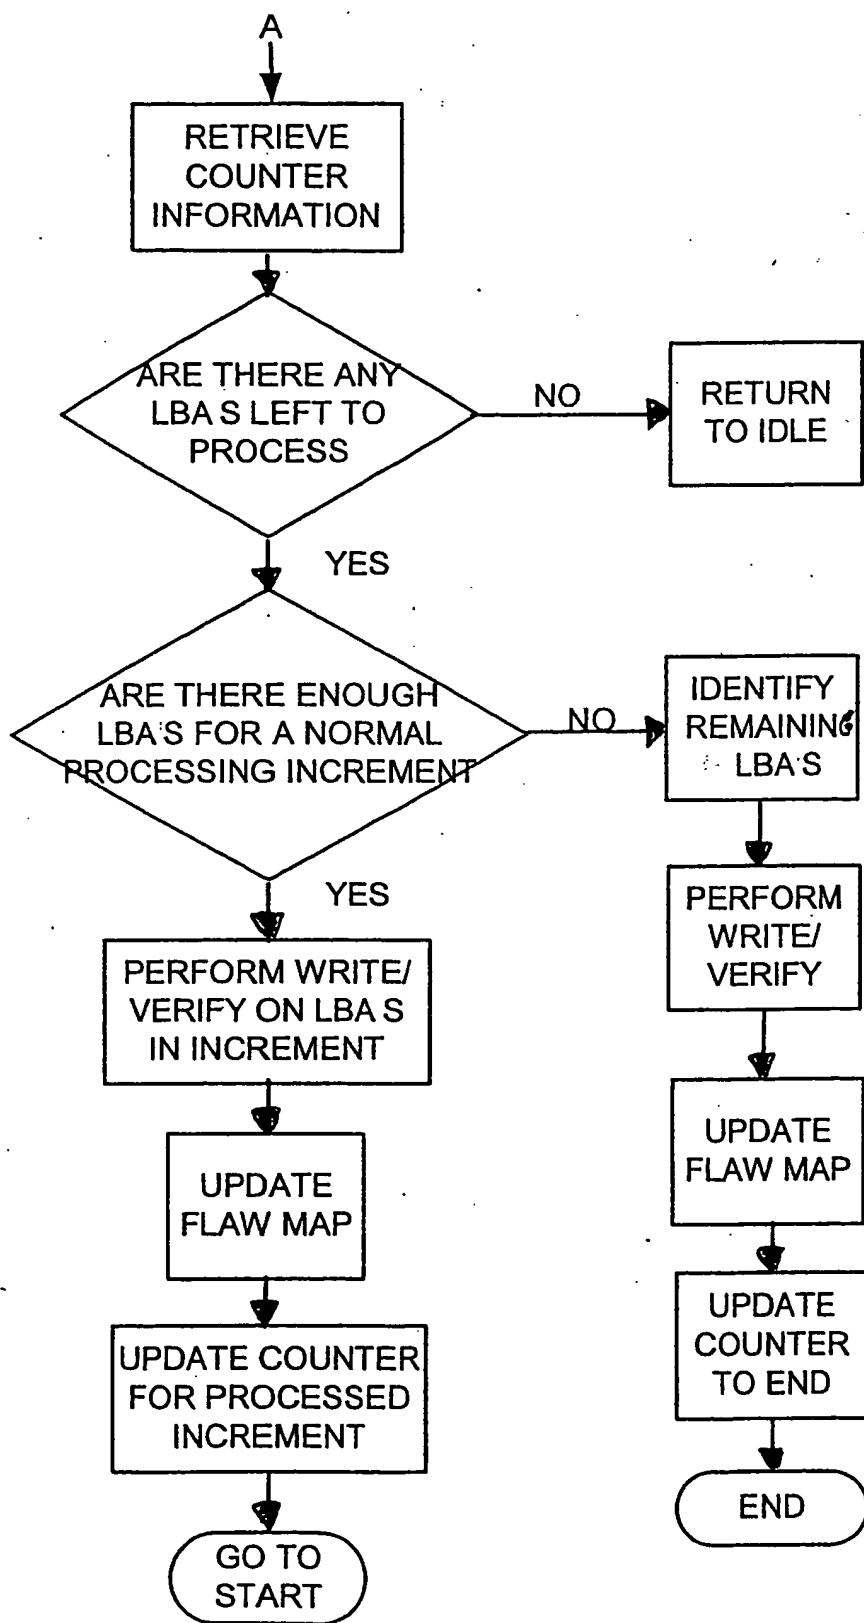 A
RETRIEVE
COUNTER
INFORMATION
ARE THERE ANY
LBA S LEFT TO
PROCESS
NO
RETURN
TO IDLE
YES
ARE THERE ENOUGH
LBA'S FOR A NORMAL
PROCESSING INCREMENT
NO
IDENTIFY
REMAINING
LBA'S
YES
PERFORM WRITE/
VERIFY ON LBA S
IN INCREMENT
UPDATE
FLAW MAP
UPDATE COUNTER
FOR PROCESSED
INCREMENT
GO TO
START
PERFORM
WRITE/
VERIFY
UPDATE
FLAW MAP
UPDATE
COUNTER
TO END
END